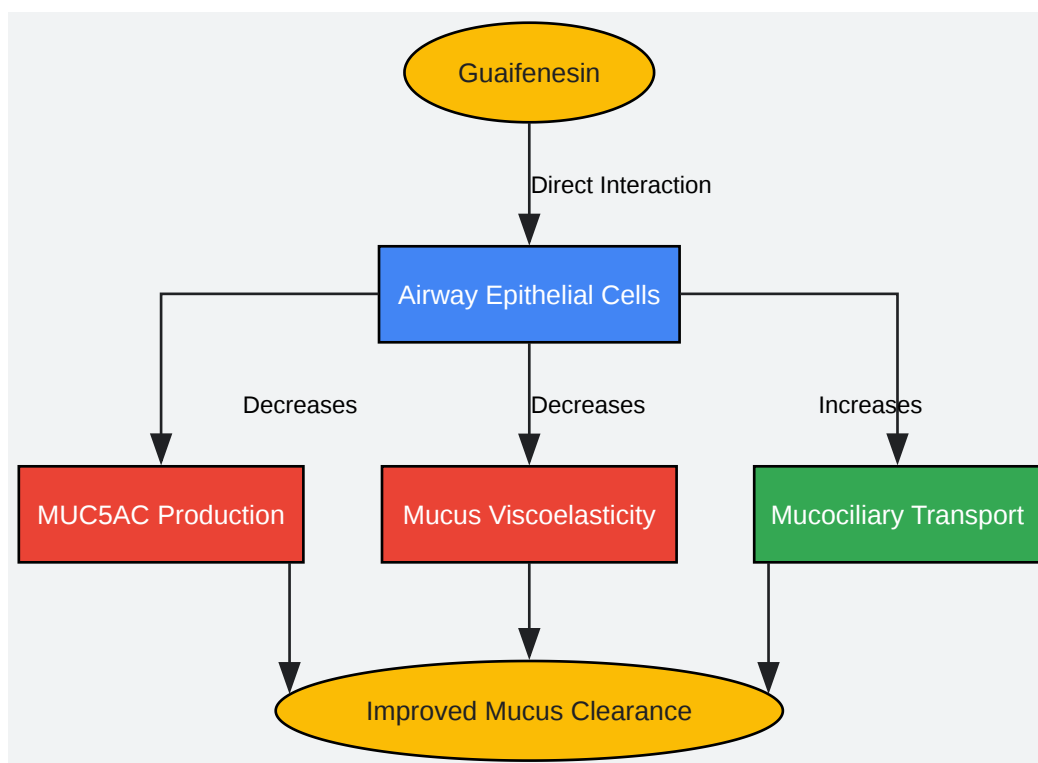 Guaifenesin
Direct Interaction
Airway Epithelial Cells
Decreases
Decreases
Increases
MUC5AC Production
Mucus Viscoelasticity
Mucociliary Transport
Improved Mucus Clearance